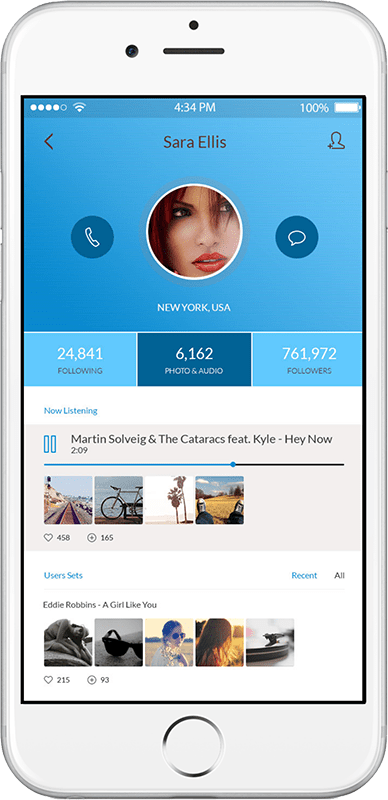 4:34 PM 100%
Sara Ellis
NEW YORK, USA
24,841 6,162 761,972
FOLLOWING PHOTO & AUDIO FOLLOWERS
Now Listening
Martin Solveig & The Cataracs feat. Kyle - Hey Now
2:09
458 165
Users Sets Recent All
Eddie Robbins - A Girl Like You
215 93